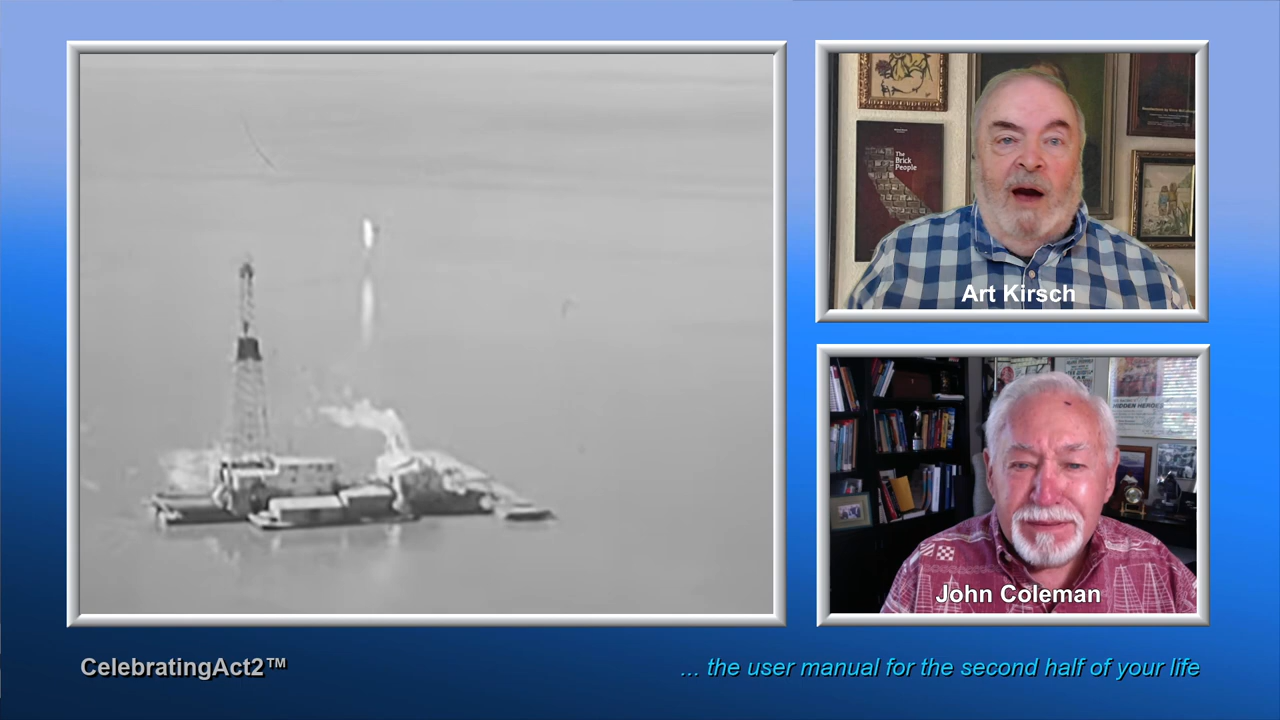 The
Brick
People
Art Kirsch
HIDDEN HEROES
John Coleman
CelebratingAct2™
... the user manual for the second half of your life